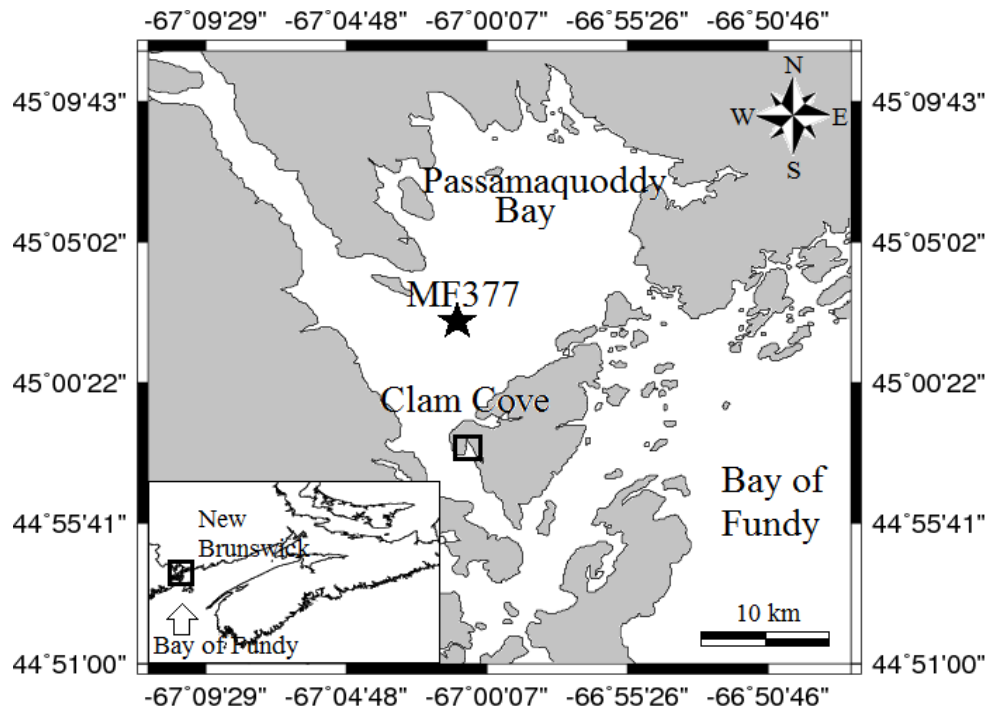 -67°09'29" -67°04'48" -67°00'07" -66°55'26" -66°50'46"
45°09'43" 45°09'43"
N
W E
S
Passamaquoddy
Bay
45°05'02" 45°05'02"
MF377
45°00'22" 45°00'22"
Clam Cove
Bay of
Fundy
44°55'41" 44°55'41"
New
Brunswick
10 km
Bay of Fundy
44°51'00" 44°51'00"
-67°09'29" -67°04'48" -67°00'07" -66°55'26" -66°50'46"